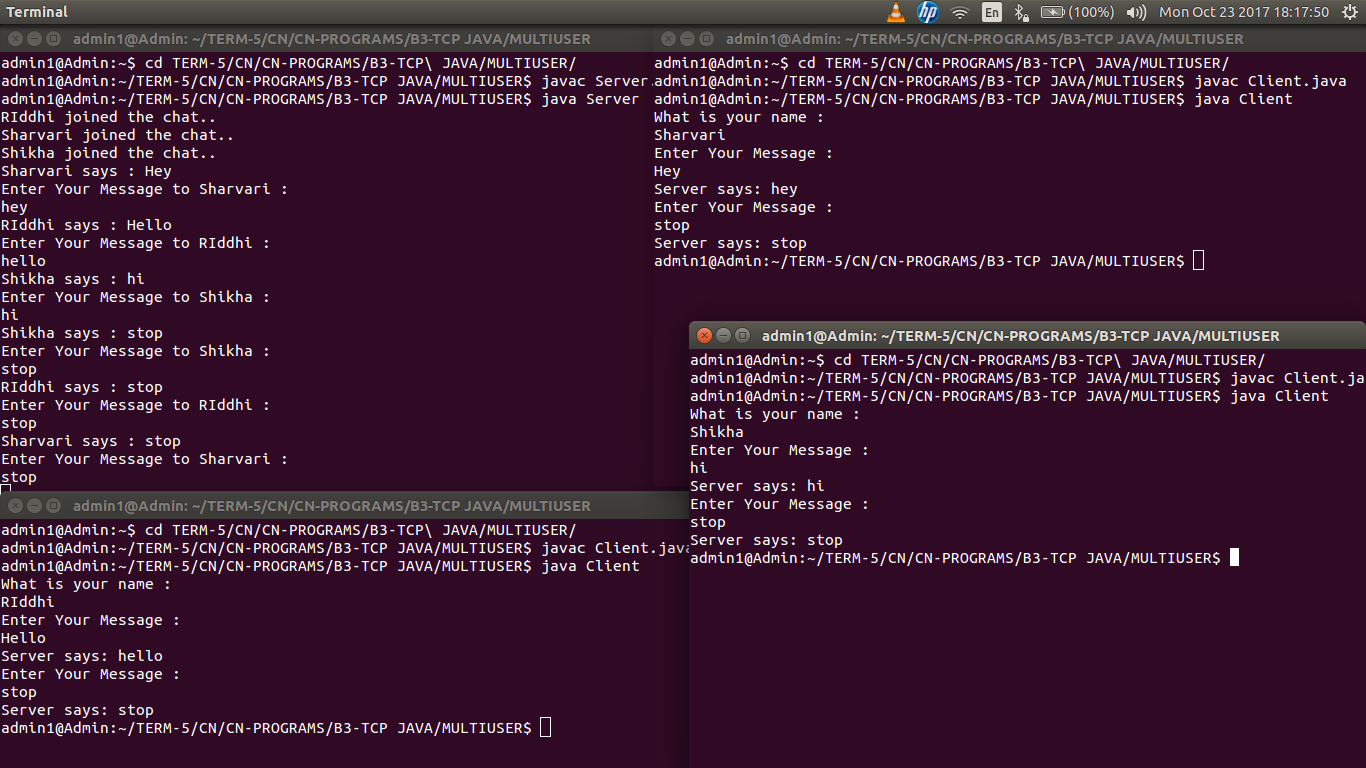 Terminal
hp
En
(100%)
Mon Oct 23 2017 18:17:50
admin1@Admin: ~/TERM-5/CN/CN-PROGRAMS/B3-TCP JAVA/MULTIUSER
admin1@Admin:~$ cd TERM-5/CN/CN-PROGRAMS/B3-TCP\ JAVA/MULTIUSER/
admin1@Admin:~/TERM-5/CN/CN-PROGRAMS/B3-TCP JAVA/MULTIUSER$ javac Server.
admin1@Admin:~/TERM-5/CN/CN-PROGRAMS/B3-TCP JAVA/MULTIUSER$ java Server
RIddhi joined the chat..
Sharvari joined the chat..
Shikha joined the chat..
Sharvari says : Hey
Enter Your Message to Sharvari :
hey
RIddhi says : Hello
Enter Your Message to RIddhi :
hello
Shikha says : hi
Enter Your Message to Shikha :
hi
Shikha says : stop
Enter Your Message to Shikha :
stop
RIddhi says : stop
Enter Your Message to RIddhi :
stop
Sharvari says : stop
Enter Your Message to Sharvari :
stop
admin1@Admin: ~/TERM-5/CN/CN-PROGRAMS/B3-TCP JAVA/MULTIUSER
admin1@Admin:~$ cd TERM-5/CN/CN-PROGRAMS/B3-TCP\ JAVA/MULTIUSER/
admin1@Admin:~/TERM-5/CN/CN-PROGRAMS/B3-TCP JAVA/MULTIUSER$ javac Client.java
admin1@Admin:~/TERM-5/CN/CN-PROGRAMS/B3-TCP JAVA/MULTIUSER$ java Client
What is your name :
Sharvari
Enter Your Message :
Hey
Server says: hey
Enter Your Message :
stop
Server says: stop
admin1@Admin:~/TERM-5/CN/CN-PROGRAMS/B3-TCP JAVA/MULTIUSER$
admin1@Admin: ~/TERM-5/CN/CN-PROGRAMS/B3-TCP JAVA/MULTIUSER
admin1@Admin:~$ cd TERM-5/CN/CN-PROGRAMS/B3-TCP\ JAVA/MULTIUSER/
admin1@Admin:~/TERM-5/CN/CN-PROGRAMS/B3-TCP JAVA/MULTIUSER$ javac Client.ja
admin1@Admin:~/TERM-5/CN/CN-PROGRAMS/B3-TCP JAVA/MULTIUSER$ java Client
What is your name :
Shikha
Enter Your Message :
hi
Server says: hi
Enter Your Message :
stop
Server says: stop
admin1@Admin:~/TERM-5/CN/CN-PROGRAMS/B3-TCP JAVA/MULTIUSER$
admin1@Admin: ~/TERM-5/CN/CN-PROGRAMS/B3-TCP JAVA/MULTIUSER
admin1@Admin:~$ cd TERM-5/CN/CN-PROGRAMS/B3-TCP\ JAVA/MULTIUSER/
admin1@Admin:~/TERM-5/CN/CN-PROGRAMS/B3-TCP JAVA/MULTIUSER$ javac Client.java
admin1@Admin:~/TERM-5/CN/CN-PROGRAMS/B3-TCP JAVA/MULTIUSER$ java Client
What is your name :
RIddhi
Enter Your Message :
Hello
Server says: hello
Enter Your Message :
stop
Server says: stop
admin1@Admin:~/TERM-5/CN/CN-PROGRAMS/B3-TCP JAVA/MULTIUSER$